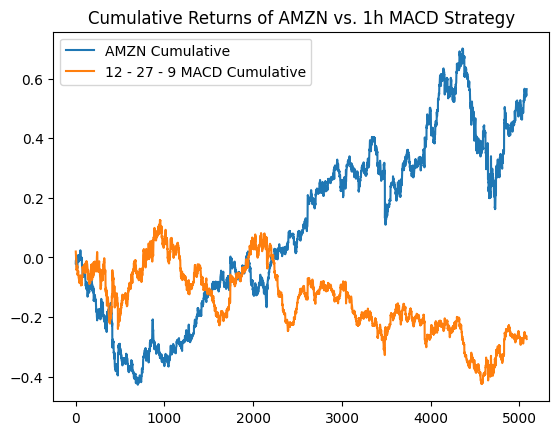 Cumulative Returns of AMZN vs. 1h MACD Strategy
AMZN Cumulative
12 - 27 - 9 MACD Cumulative
0.6
0.4
0.2
0.0
−0.2
−0.4
0 1000 2000 3000 4000 5000